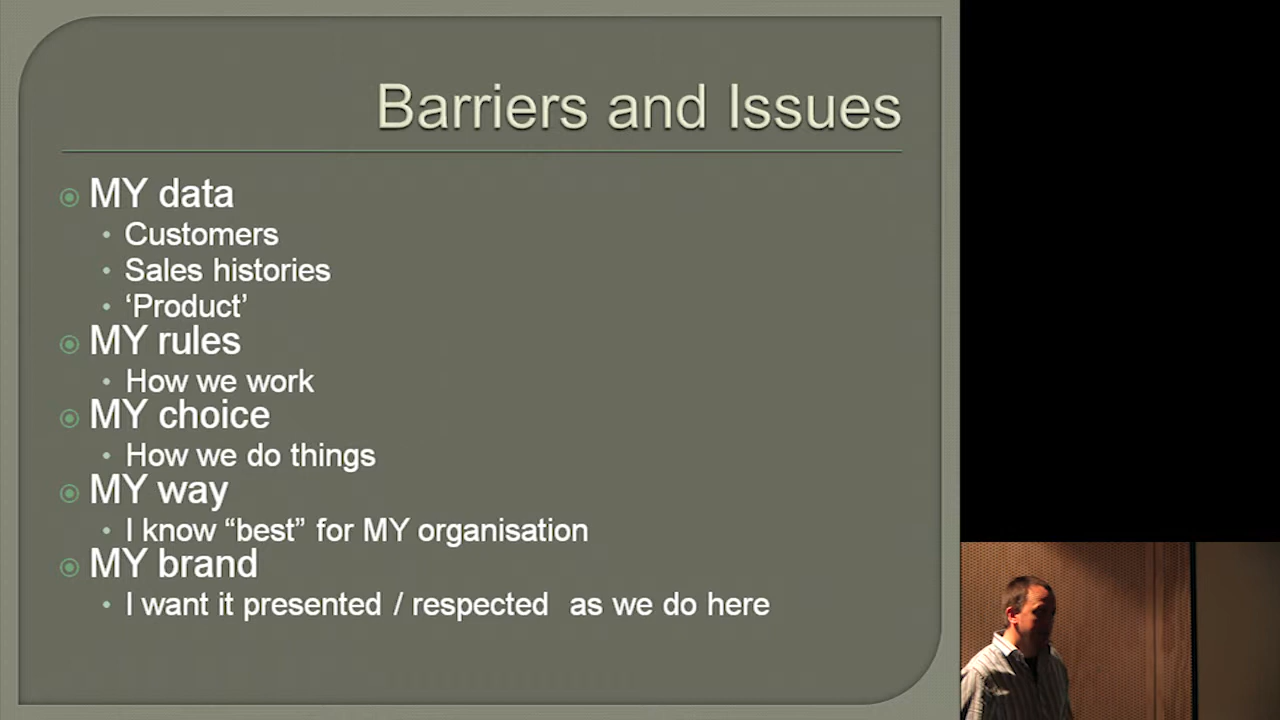 Barriers and Issues
MY data
Customers
Sales histories
‘Product’
MY rules
How we work
MY choice
How we do things
MY way
I know “best” for MY organisation
MY brand
I want it presented / respected as we do here